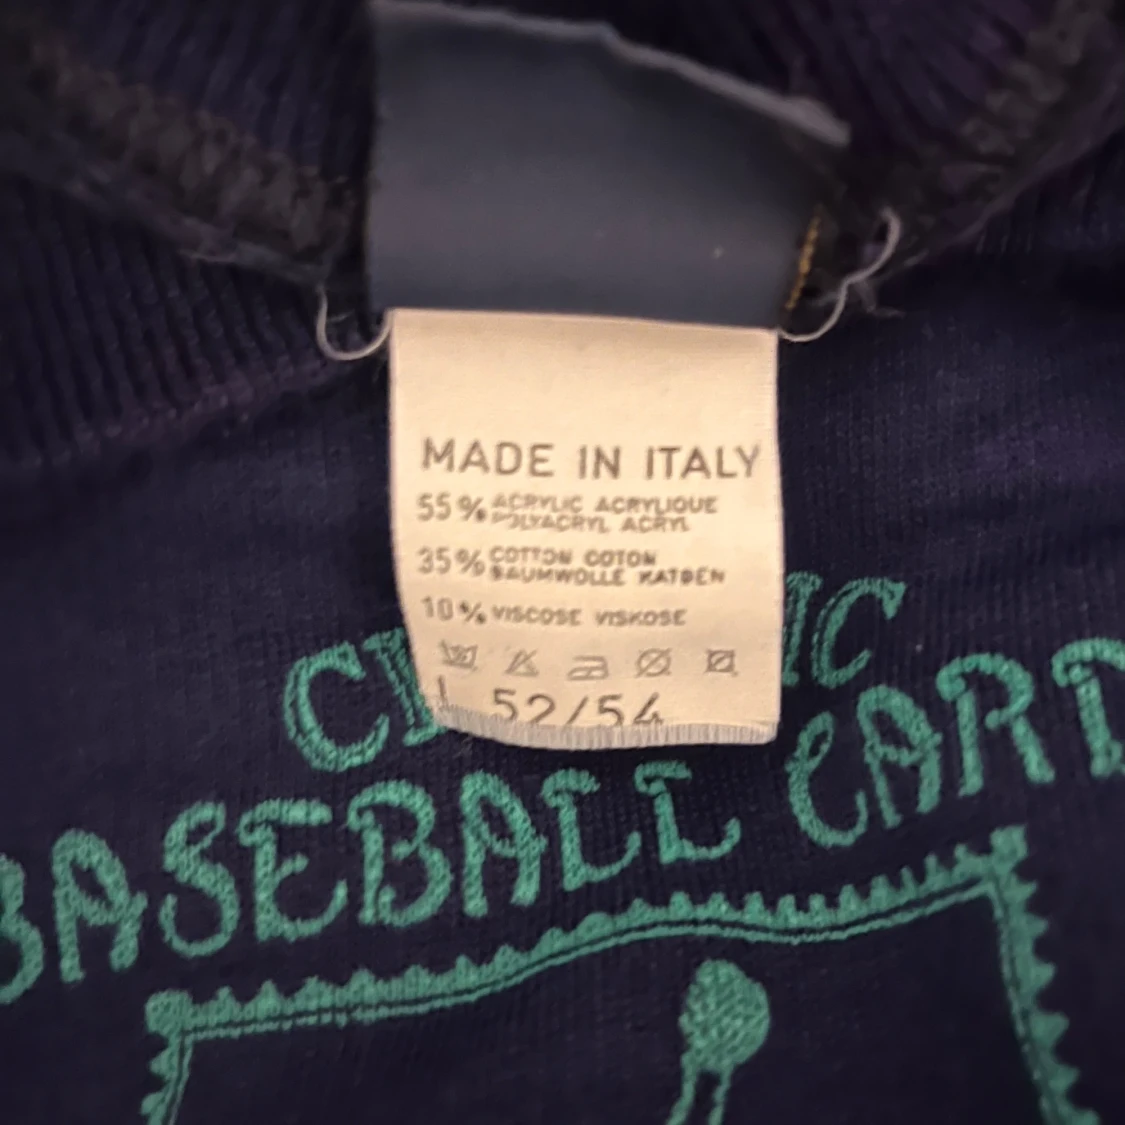 MADE IN ITALY
55% ACRYLIC ACRYLIQUE
POLYACRYL ACRYL
35% COTTON COTON
BAUMWOLLE KATOEN
10% VISCOSE VISKOSE
L 52/54
BASEBALL CARD